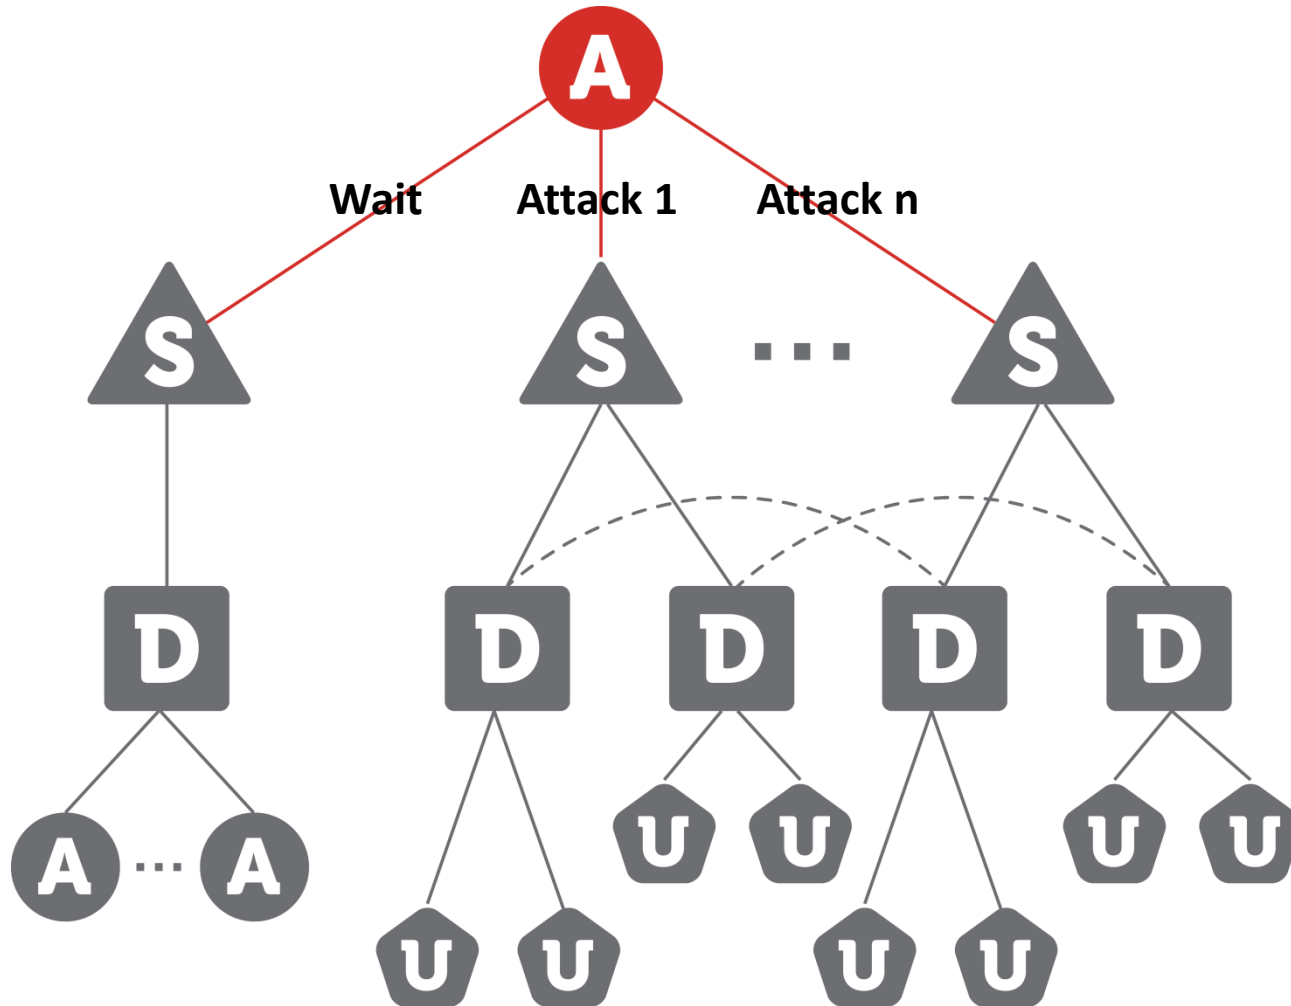 A
Wait Attack 1 Attack n
S S ... S
D D D D D
U U U U
A ... A
U U U U